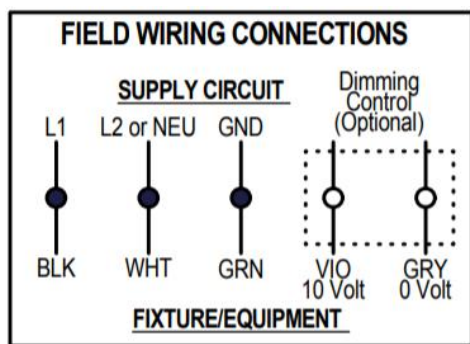 FIELD WIRING CONNECTIONS
SUPPLY CIRCUIT
Dimming
Control
(Optional)
L1 L2 or NEU GND
BLK WHT GRN VIO GRY
10 Volt 0 Volt
FIXTURE/EQUIPMENT